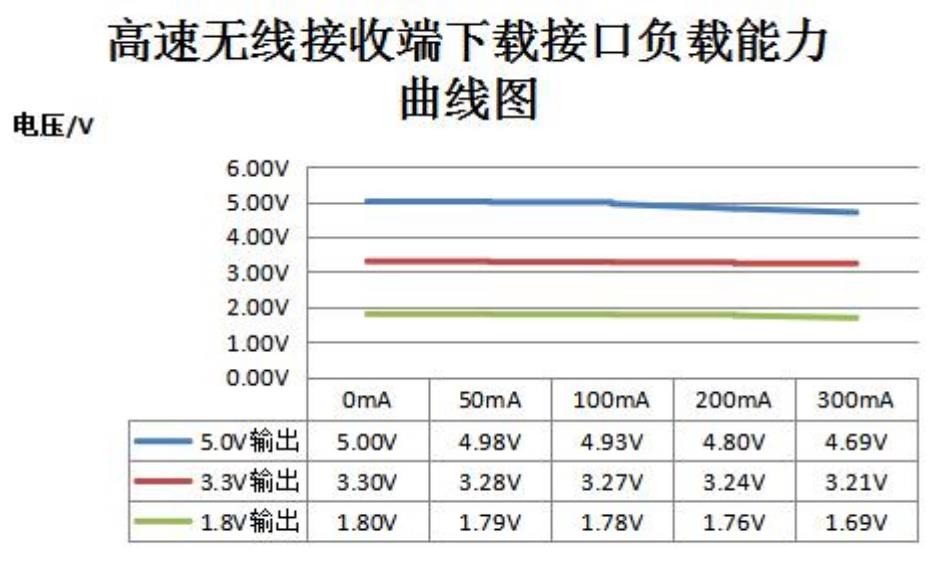 高速无线接收端下载接口负载能力
曲线图
电压/V
6.00V
5.00V
4.00V
3.00V
2.00V
1.00V
0.00V
0mA 50mA 100mA 200mA 300mA
5.0V输出 5.00V 4.98V 4.93V 4.80V 4.69V
3.3V输出 3.30V 3.28V 3.27V 3.24V 3.21V
1.8V输出 1.80V 1.79V 1.78V 1.76V 1.69V